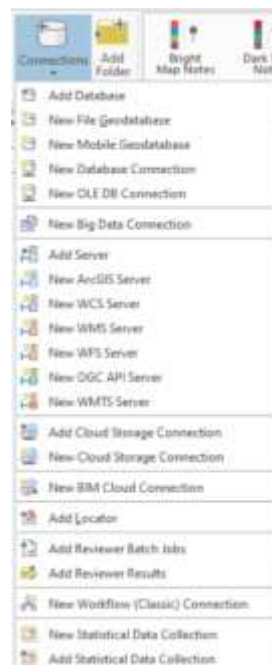 Connections
Add Folder
Bright Map Notes
Dark
Add Database
New File Geodatabase
New Mobile Geodatabase
New Database Connection
New OLE DB Connection
New Big Data Connection
Add Server
New ArcGIS Server
New WCS Server
New WMS Server
New WFS Server
New OGC API Server
New WMTS Server
Add Cloud Storage Connection
New Cloud Storage Connection
New BIM Cloud Connection
Add Locator
Add Reviewer Batch Jobs
Add Reviewer Results
New Workflow (Classic) Connection
New Statistical Data Collection
Add Statistical Data Collection